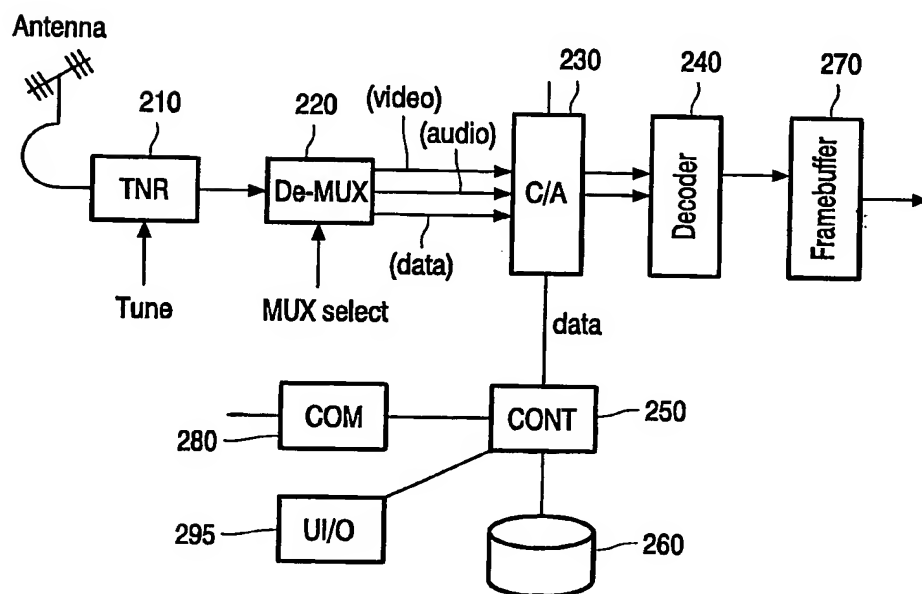 Antenna
210
TNR
Tune
220
De-MUX
MUX select
(video)
(audio)
(data)
230
C/A
240
Decoder
270
Framebuffer
data
COM
280
CONT
250
UI/O
295
260